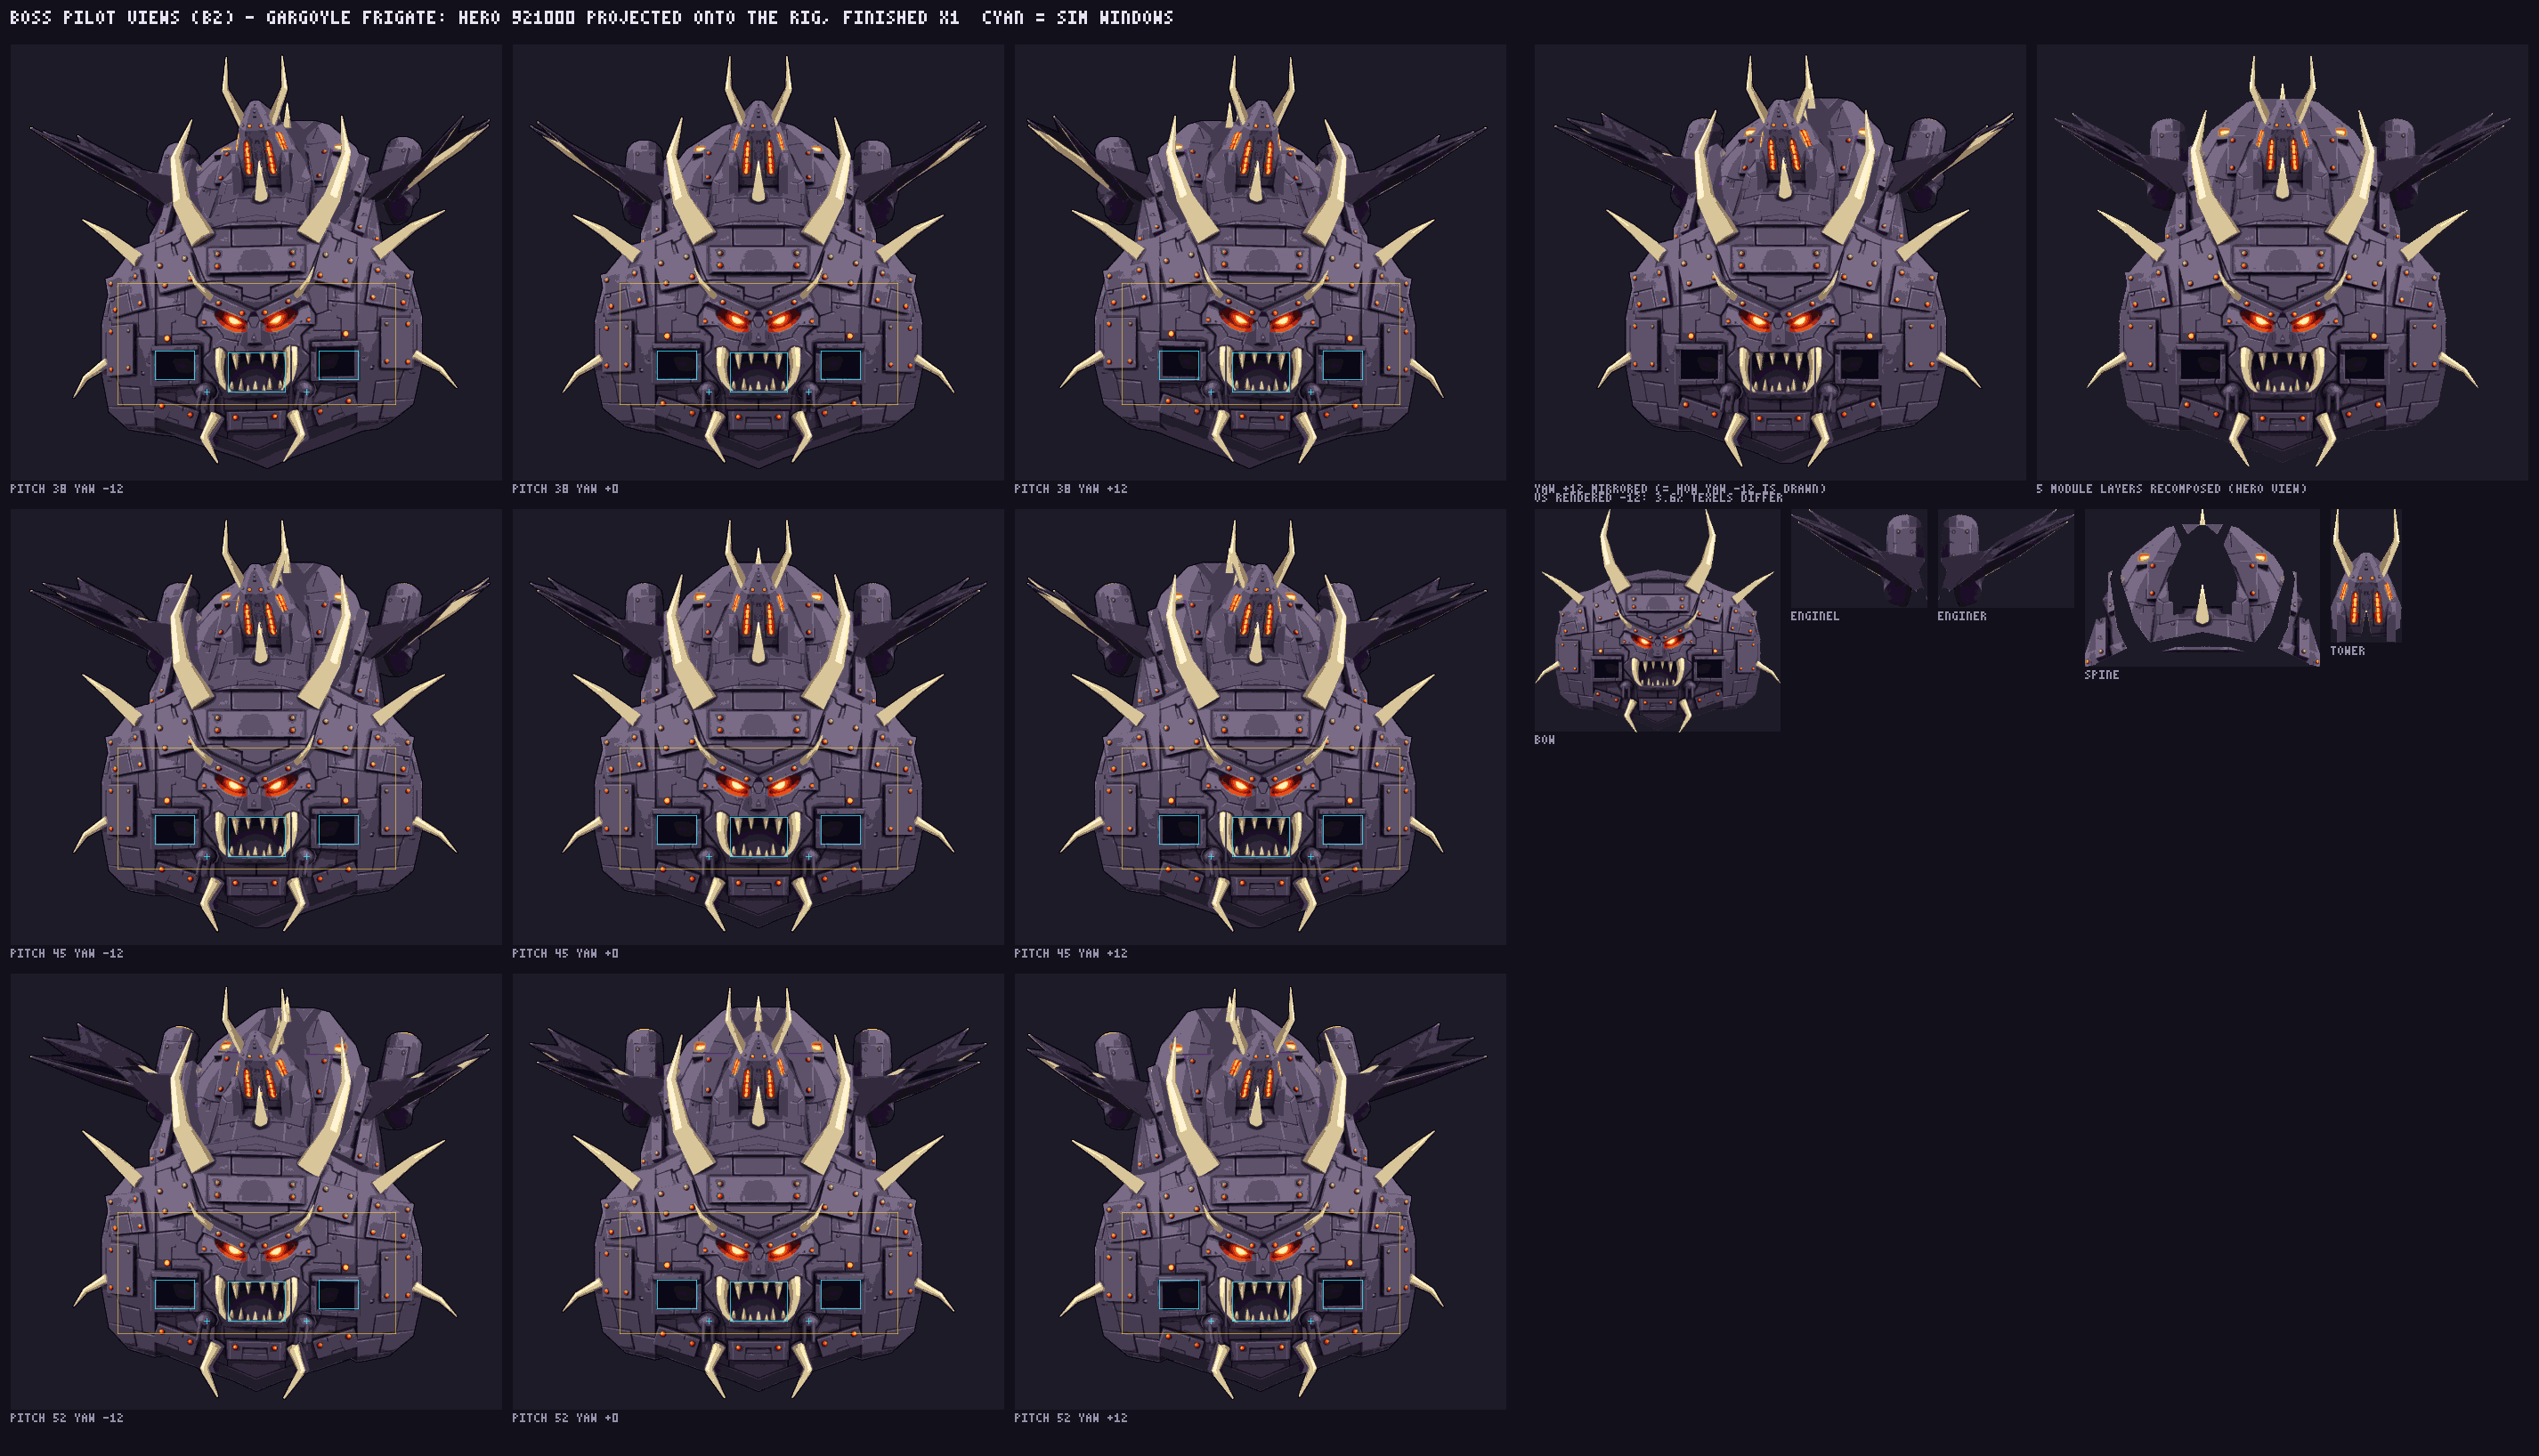 BOSS PILOT VIEWS (B2) - GARGOYLE FRIGATE: HERO 921000 PROJECTED ONTO THE RIG, FINISHED X1  CYAN = SIM WINDOWS
PITCH 38 YAW -12
PITCH 38 YAW +0
PITCH 38 YAW +12
YAW +12 MIRRORED (= HOW YAW -12 IS DRAWN)
VS RENDERED -12: 3.6% TEXELS DIFFER
5 MODULE LAYERS RECOMPOSED (HERO VIEW)
ENGINEL
ENGINER
TOWER
SPINE
BOW
PITCH 45 YAW -12
PITCH 45 YAW +0
PITCH 45 YAW +12
PITCH 52 YAW -12
PITCH 52 YAW +0
PITCH 52 YAW +12